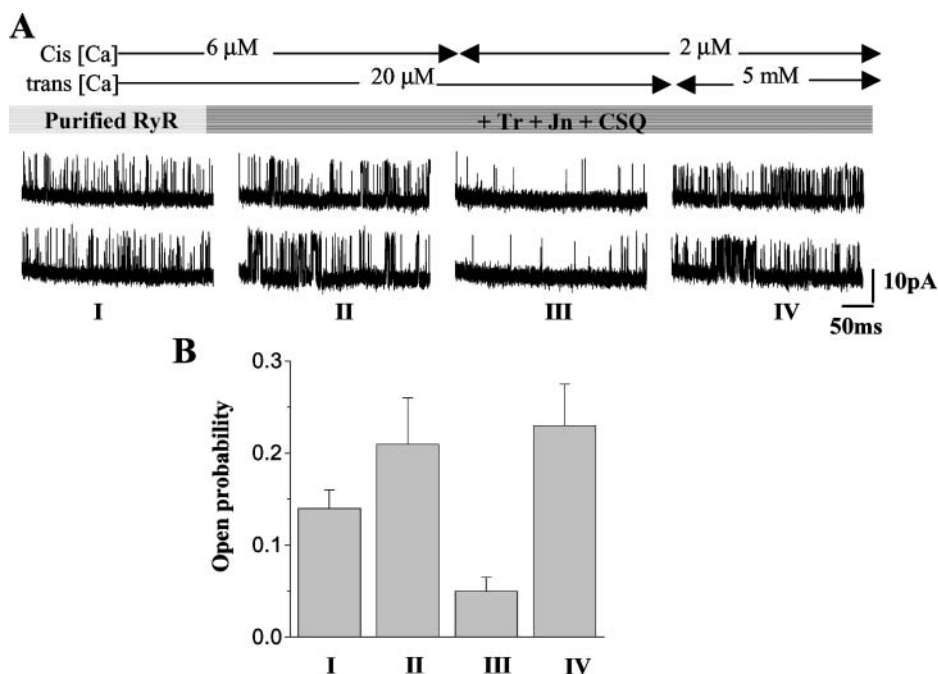 A
Cis [Ca] 6 μM 2 μM
trans [Ca] 20 μM 5 mM
Purified RyR + Tr + Jn + CSQ
10pA
I II III IV
50ms
B
Open probability
0.3
0.2
0.1
0.0
I II III IV